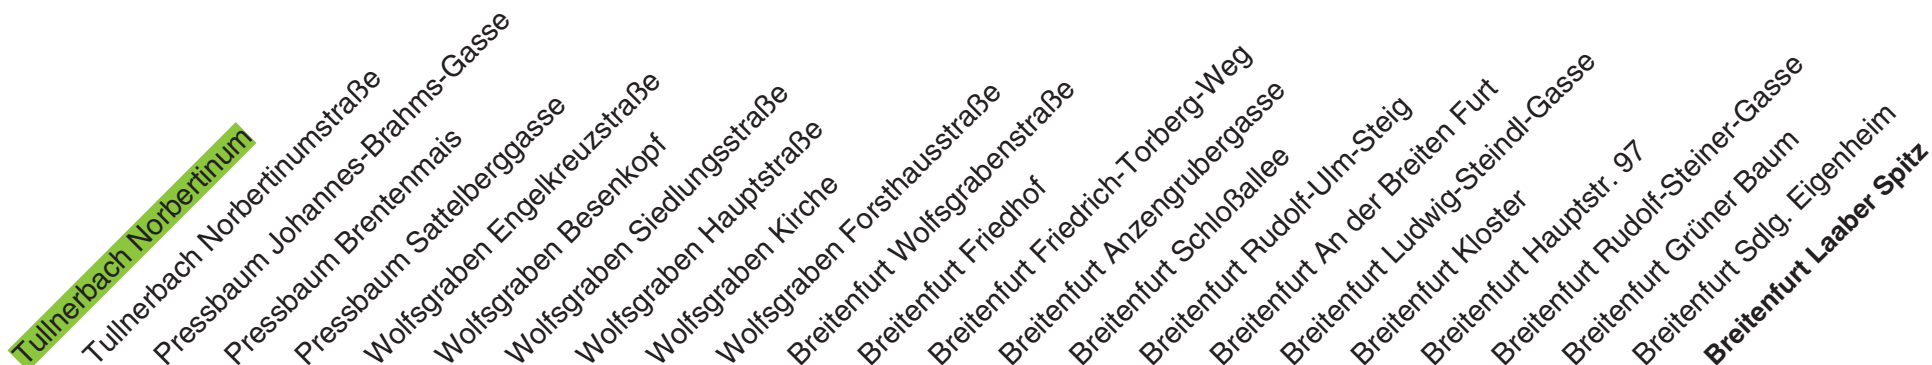 Tullnerbach Norbertinum
Tullnerbach Norbertinumstraße
Pressbaum Johannes-Brahms-Gasse
Pressbaum Brentenmais
Pressbaum Sattelberggasse
Wolfsgraben Engelkreuzstraße
Wolfsgraben Besenkopf
Wolfsgraben Siedlungsstraße
Wolfsgraben Hauptstraße
Wolfsgraben Kirche
Wolfsgraben Forsthausstraße
Breitenfurt Wolfsgrabenstraße
Breitenfurt Friedhof
Breitenfurt Friedrich-Torberg-Weg
Breitenfurt Anzengrubergasse
Breitenfurt Schloßallee
Breitenfurt Rudolf-Ulm-Steig
Breitenfurt An der Breiten Furt
Breitenfurt Ludwig-Steindl-Gasse
Breitenfurt Kloster
Breitenfurt Hauptstr. 97
Breitenfurt Rudolf-Steiner-Gasse
Breitenfurt Grüner Baum
Breitenfurt Sdlg. Eigenheim
Breitenfurt Laaber Spitz